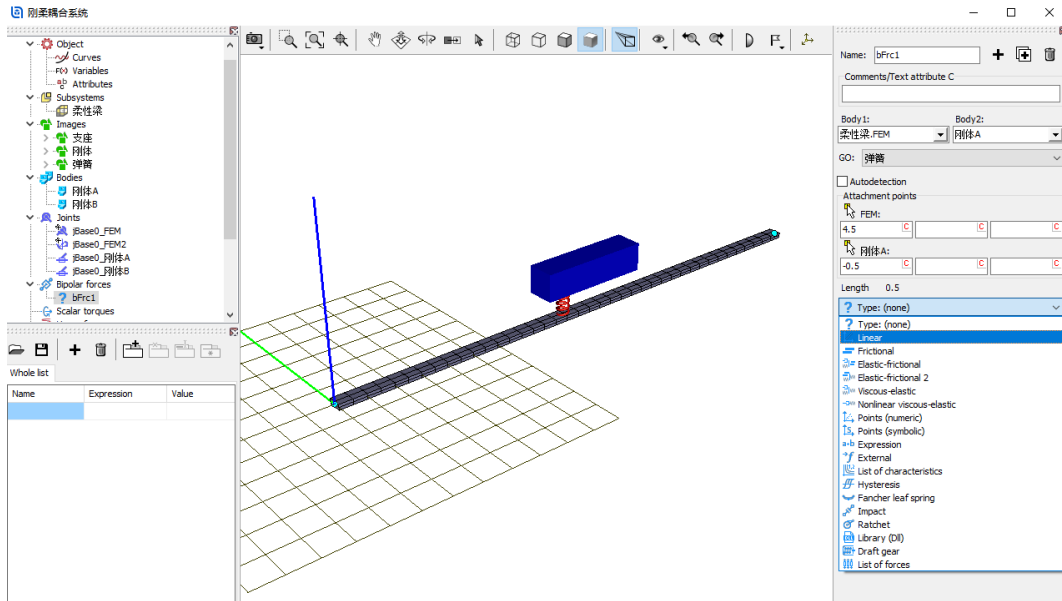 刚柔耦合系统
Object
Curves
F(x) Variables
Attributes
Subsystems
柔性梁
Images
支座
刚体
弹簧
Bodies
刚体A
刚体B
Joints
jBase0_FEM
jBase0_FEM2
jBase0_刚体A
jBase0_刚体B
Bipolar forces
bFrc1
Scalar torques
Whole list
Name Expression Value
Name: bFrc1
Comments/Text attribute C
Body1: Body2:
柔性梁.FEM 刚体A
GO: 弹簧
Autodetection
Attachment points
FEM:
4.5 C C C
刚体A:
-0.5 C C C
Length 0.5
? Type: (none)
? Type: (none)
Linear
Frictional
Elastic-frictional
Elastic-frictional 2
Viscous-elastic
Nonlinear viscous-elastic
Points (numeric)
Points (symbolic)
a+b Expression
External
List of characteristics
Hysteresis
Fancher leaf spring
Impact
Ratchet
Library (Dll)
Draft gear
List of forces